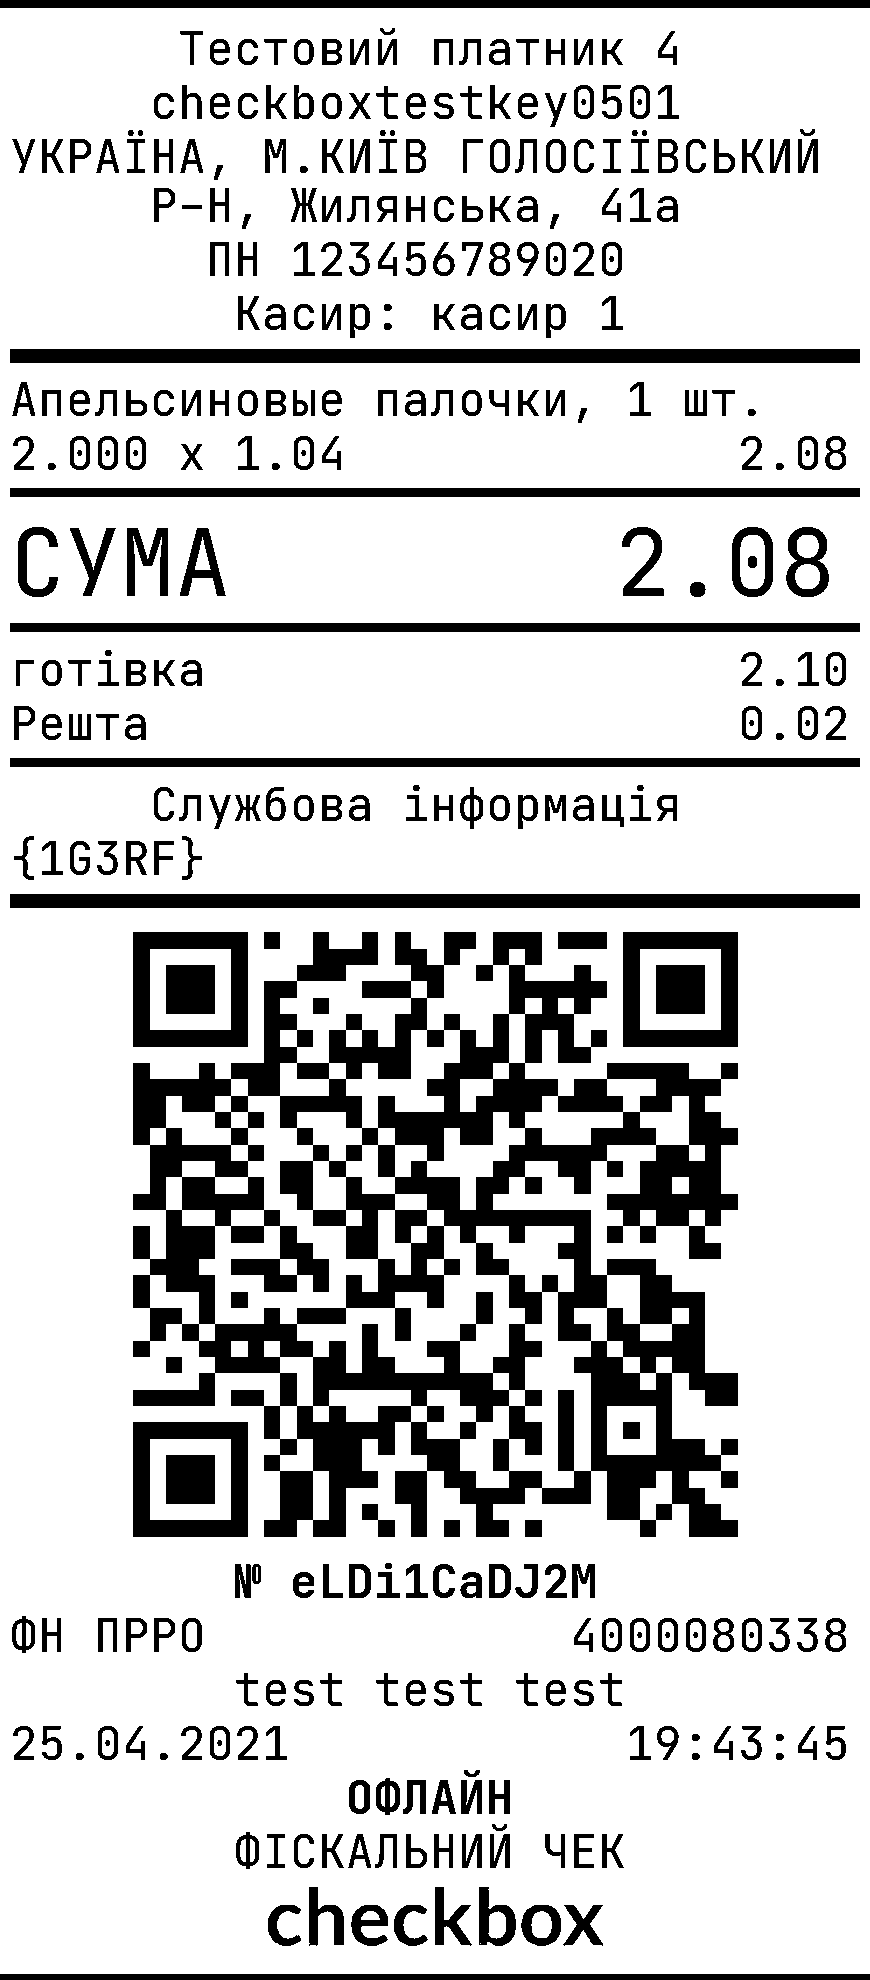 Тестовий платник 4
checkboxtestkey0501
УКРАЇНА, М.КИЇВ ГОЛОСІЇВСЬКИЙ
Р-Н, Жилянська, 41а
ПН 123456789020
Касир: касир 1
Апельсиновые палочки, 1 шт.
2.000 x 1.04 2.08
СУМА 2.08
готівка 2.10
Решта 0.02
Службова інформація
{1G3RF}
№ eLDi1CaDJ2M
ФН ПРРО 4000080338
test test test
25.04.2021 19:43:45
ОФЛАЙН
ФІСКАЛЬНИЙ ЧЕК
checkbox